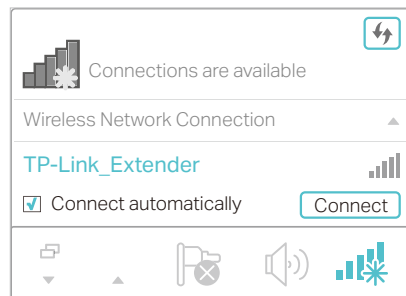 Connections are available
Wireless Network Connection
TP-Link_Extender
Connect automatically
Connect